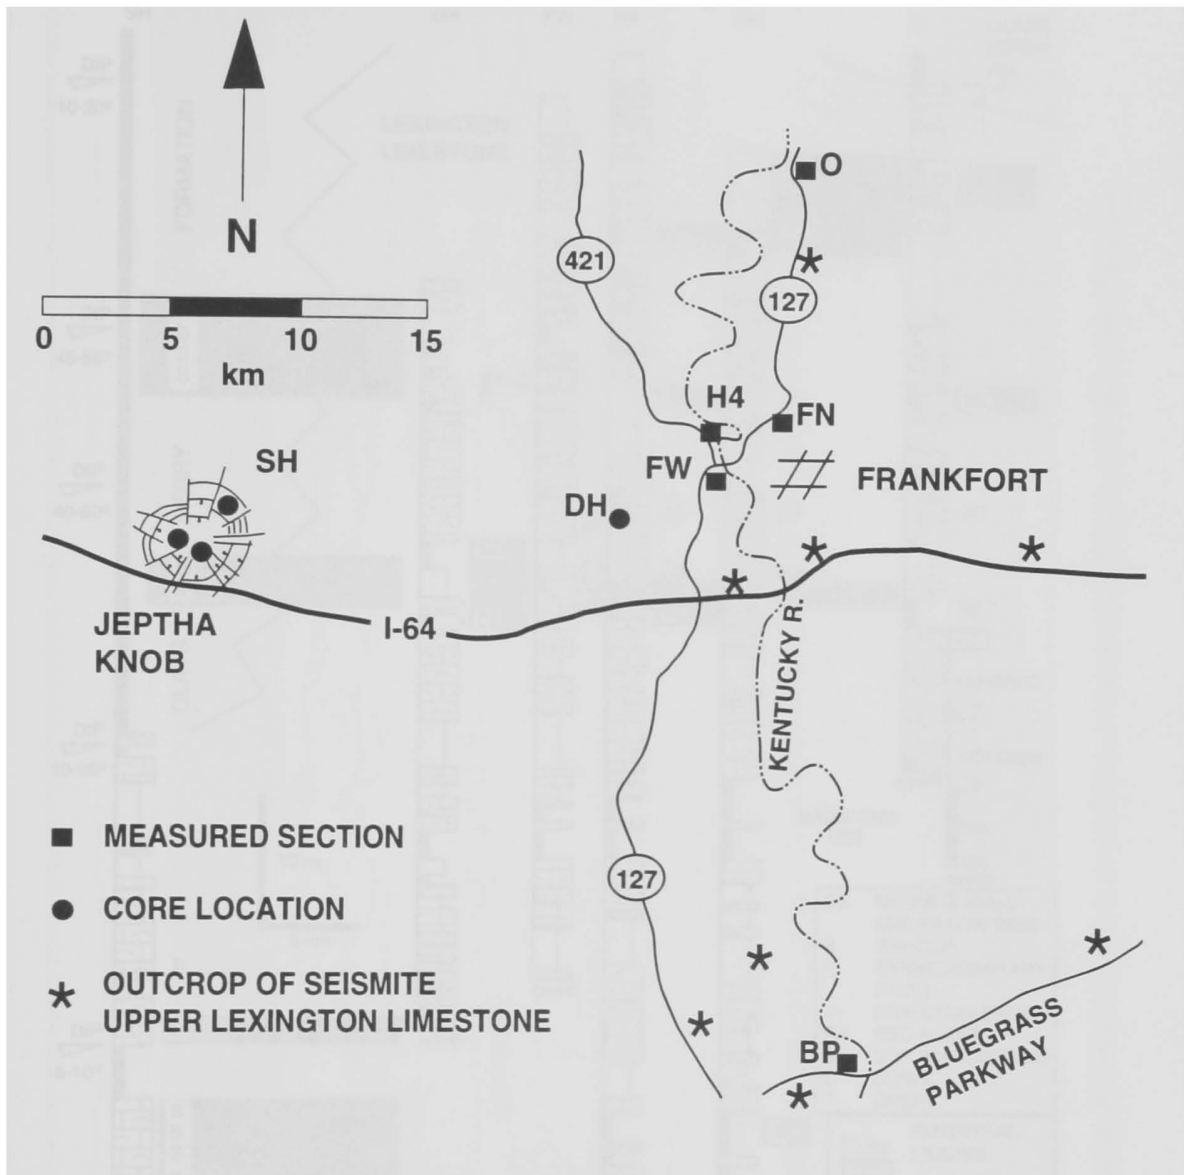 O
N
421
127
0 5 10 15
km
H4
FN
SH
FW
FRANKFORT
DH
JEPTHA
KNOB
I-64
KENTUCKY R.
MEASURED SECTION
127
CORE LOCATION
OUTCROP OF SEISMITE
UPPER LEXINGTON LIMESTONE
BP
BLUEGRASS
PARKWAY